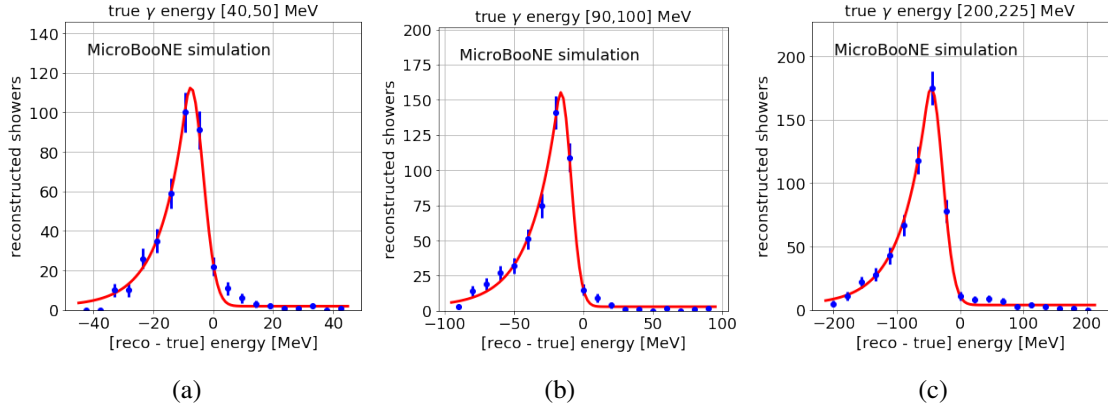 true γ energy [40,50] MeV
MicroBooNE simulation
reconstructed showers
140
120
100
80
60
40
20
0
−40 −20 0 20 40
[reco - true] energy [MeV]
(a)
true γ energy [90,100] MeV
MicroBooNE simulation
reconstructed showers
200
175
150
125
100
75
50
25
0
−100 −50 0 50 100
[reco - true] energy [MeV]
(b)
true γ energy [200,225] MeV
MicroBooNE simulation
reconstructed showers
200
150
100
50
0
−200 −100 0 100 200
[reco - true] energy [MeV]
(c)